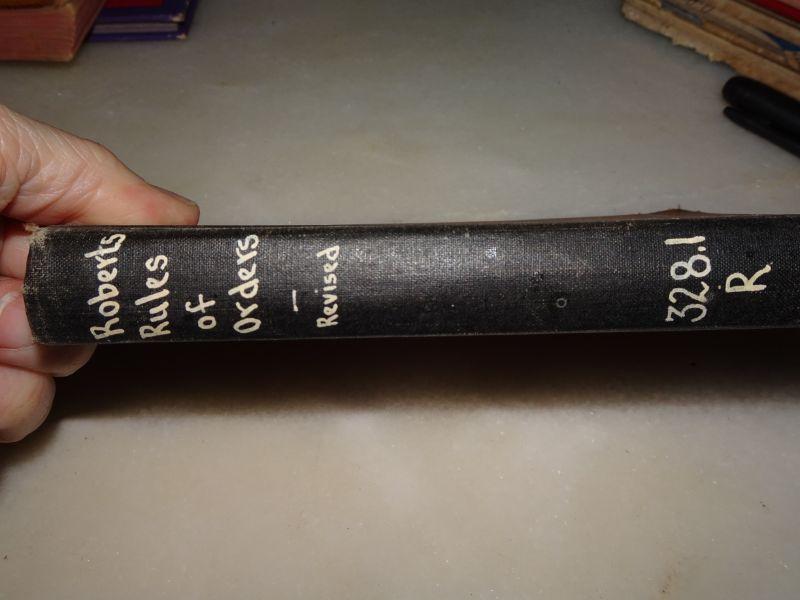 Roberts
Rules
of
Orders
-
Revised
328.1
R